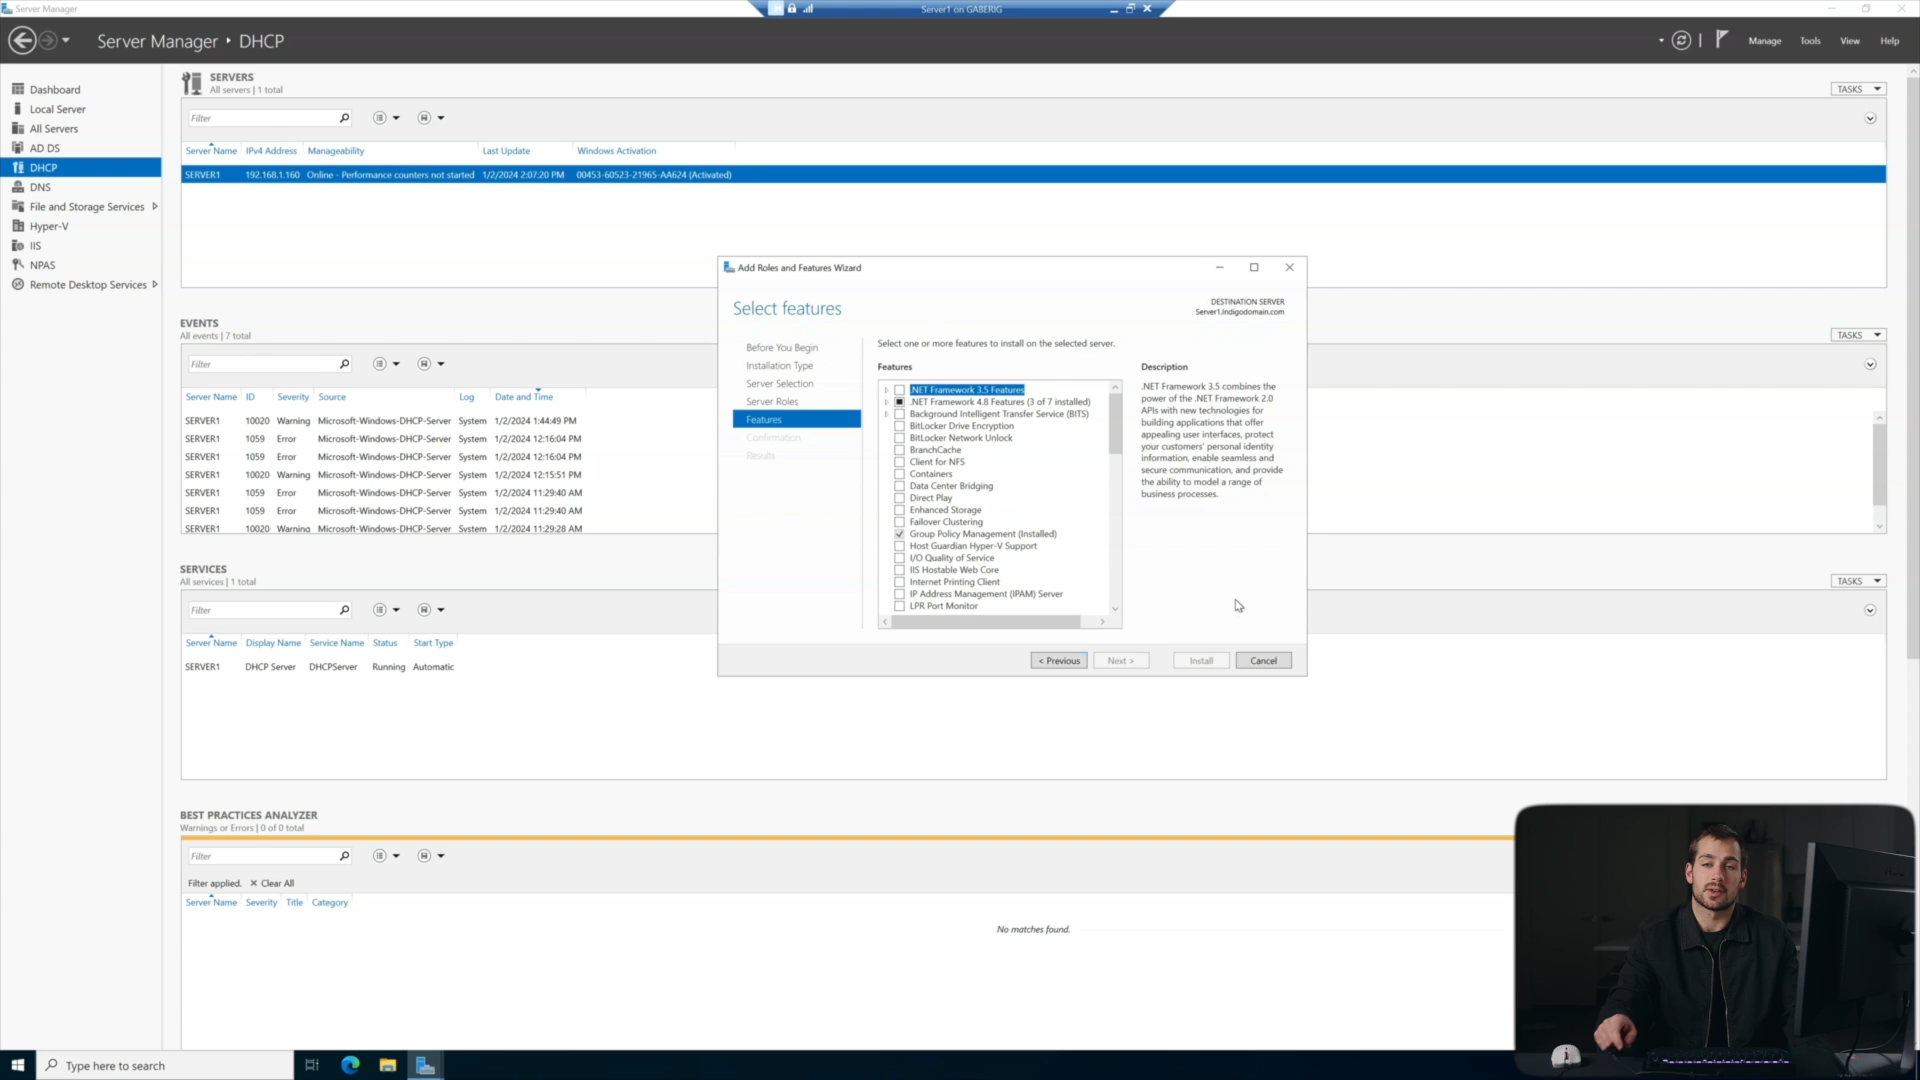 Server Manager
Server1 on GABERIG
Server Manager • DHCP
Manage
Tools
View
Help
Dashboard
Local Server
All Servers
AD DS
DHCP
DNS
File and Storage Services
Hyper-V
IIS
NPAS
Remote Desktop Services
SERVERS
All servers | 1 total
TASKS
Filter
Server Name IPv4 Address Manageability Last Update Windows Activation
SERVER1 192.168.1.160 Online - Performance counters not started 1/2/2024 2:07:20 PM 00453-60523-21965-AA624 (Activated)
EVENTS
All events | 7 total
TASKS
Filter
Server Name ID Severity Source Log Date and Time
SERVER1 10020 Warning Microsoft-Windows-DHCP-Server System 1/2/2024 1:44:49 PM
SERVER1 1059 Error Microsoft-Windows-DHCP-Server System 1/2/2024 12:16:04 PM
SERVER1 1059 Error Microsoft-Windows-DHCP-Server System 1/2/2024 12:16:04 PM
SERVER1 10020 Warning Microsoft-Windows-DHCP-Server System 1/2/2024 12:15:51 PM
SERVER1 1059 Error Microsoft-Windows-DHCP-Server System 1/2/2024 11:29:40 AM
SERVER1 1059 Error Microsoft-Windows-DHCP-Server System 1/2/2024 11:29:40 AM
SERVER1 10020 Warning Microsoft-Windows-DHCP-Server System 1/2/2024 11:29:28 AM
SERVICES
All services | 1 total
TASKS
Filter
Server Name Display Name Service Name Status Start Type
SERVER1 DHCP Server DHCPServer Running Automatic
BEST PRACTICES ANALYZER
Warnings or Errors | 0 of 0 total
Filter
Filter applied. × Clear All
Server Name Severity Title Category
No matches found.
Add Roles and Features Wizard
Select features
DESTINATION SERVER
Server1.Indigodomain.com
Before You Begin
Installation Type
Server Selection
Server Roles
Features
Confirmation
Results
Select one or more features to install on the selected server.
Features
.NET Framework 3.5 Features
.NET Framework 4.8 Features (3 of 7 installed)
Background Intelligent Transfer Service (BITS)
BitLocker Drive Encryption
BitLocker Network Unlock
BranchCache
Client for NFS
Containers
Data Center Bridging
Direct Play
Enhanced Storage
Failover Clustering
Group Policy Management (Installed)
Host Guardian Hyper-V Support
I/O Quality of Service
IIS Hostable Web Core
Internet Printing Client
IP Address Management (IPAM) Server
LPR Port Monitor
Description
.NET Framework 3.5 combines the
power of the .NET Framework 2.0
APIs with new technologies for
building applications that offer
appealing user interfaces, protect
your customers' personal identity
information, enable seamless and
secure communication, and provide
the ability to model a range of
business processes.
< Previous
Next >
Install
Cancel
Type here to search